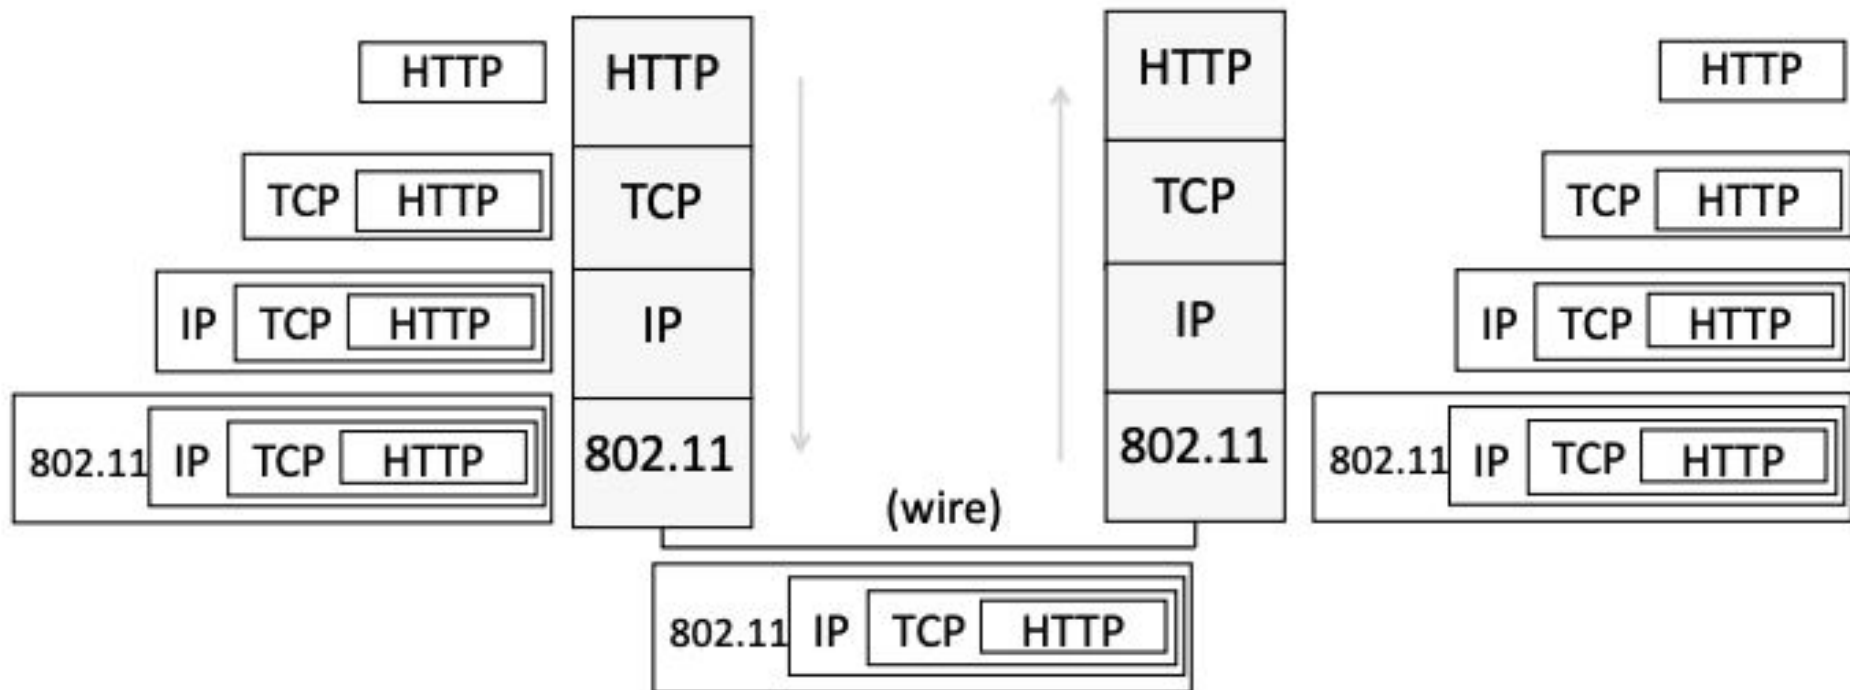 HTTP HTTP HTTP HTTP
TCP HTTP TCP TCP TCP HTTP
IP TCP HTTP IP IP IP TCP HTTP
802.11 IP TCP HTTP 802.11 802.11 802.11 IP TCP HTTP
(wire)
802.11 IP TCP HTTP